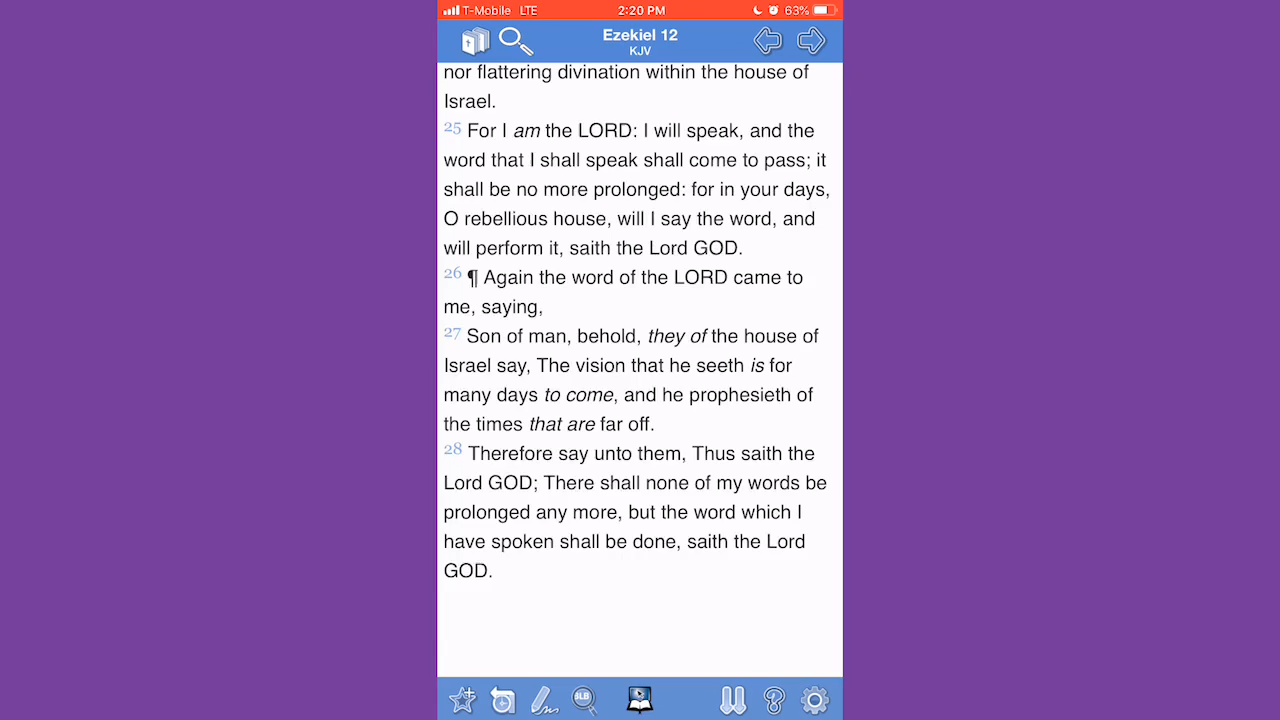 T-Mobile LTE 2:20 PM 63%
Ezekiel 12
KJV
nor flattering divination within the house of
Israel.
25 For I am the LORD: I will speak, and the
word that I shall speak shall come to pass; it
shall be no more prolonged: for in your days,
O rebellious house, will I say the word, and
will perform it, saith the Lord GOD.
26 ¶ Again the word of the LORD came to
me, saying,
27 Son of man, behold, they of the house of
Israel say, The vision that he seeth is for
many days to come, and he prophesieth of
the times that are far off.
28 Therefore say unto them, Thus saith the
Lord GOD; There shall none of my words be
prolonged any more, but the word which I
have spoken shall be done, saith the Lord
GOD.
BLB